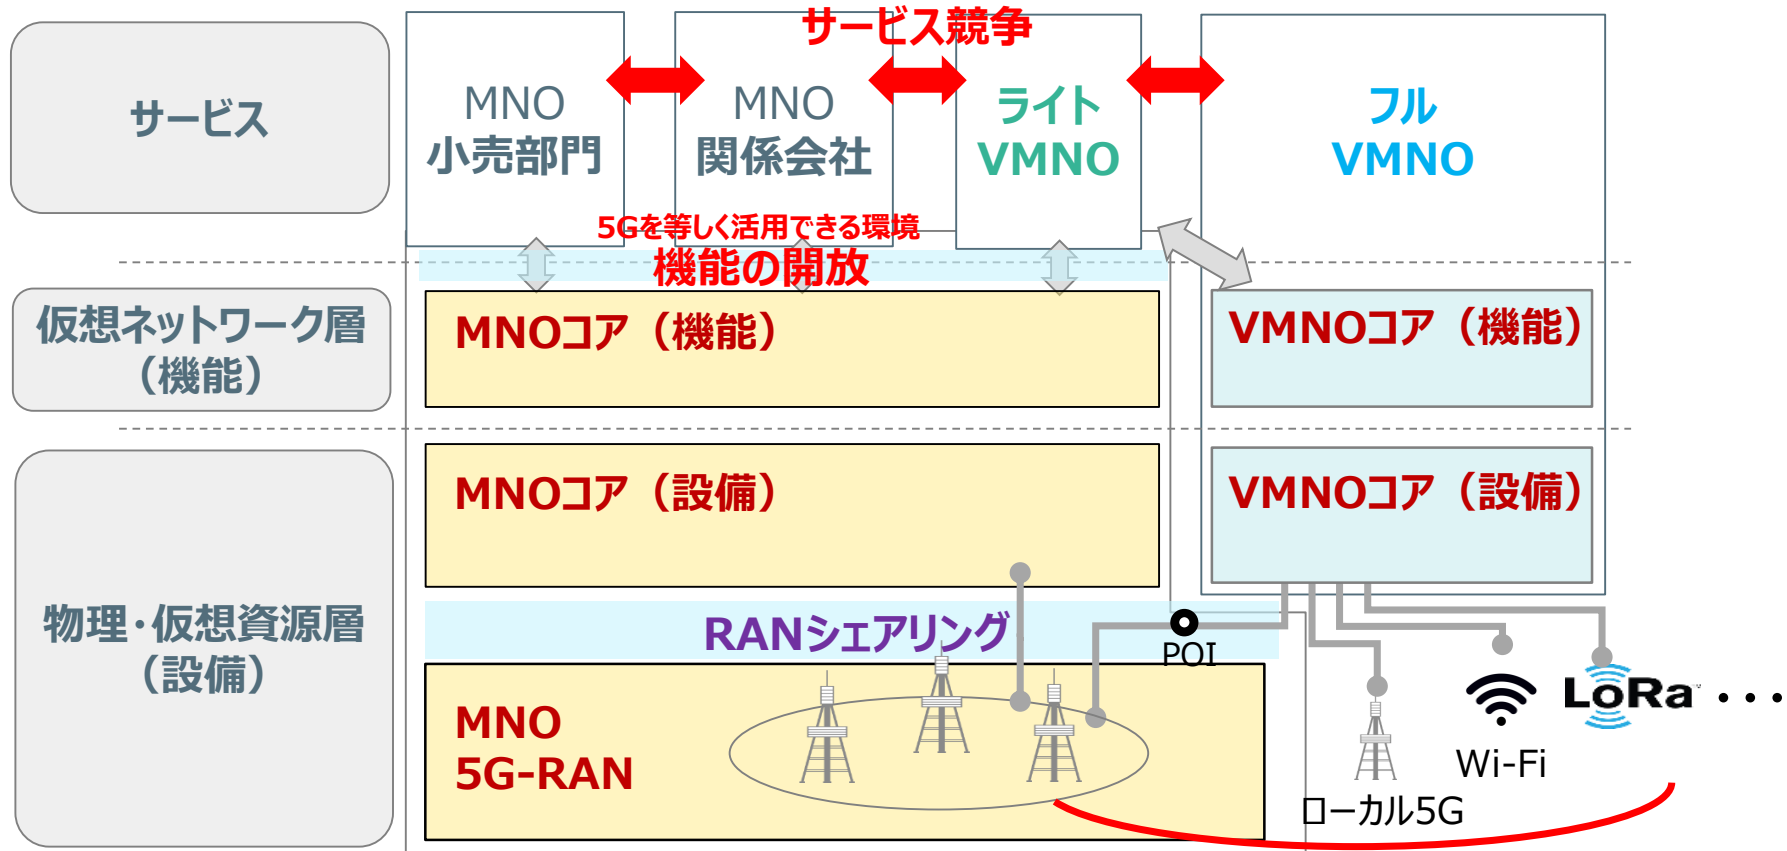 サービス競争
サービス
MNO
小売部門
MNO
関係会社
ライト
VMNO
フル
VMNO
5Gを等しく活用できる環境
機能の開放
仮想ネットワーク層
（機能）
MNOコア（機能）
VMNOコア（機能）
物理・仮想資源層
（設備）
MNOコア（設備）
VMNOコア（設備）
RANシェアリング
POI
MNO
5G-RAN
LoRa ・・・
Wi-Fi
ローカル5G